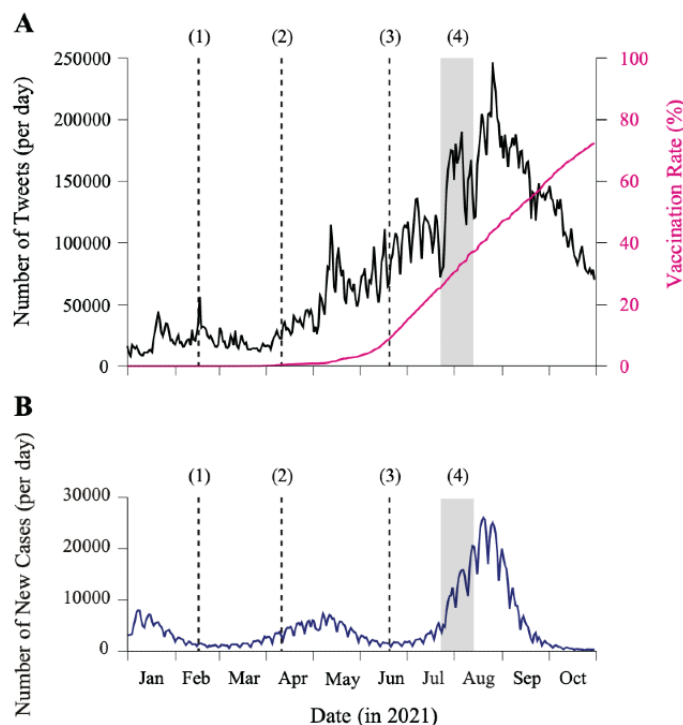 A
(1) (2) (3) (4)
Number of Tweets (per day)
250000
200000
150000
100000
50000
0
Vaccination Rate (%)
100
80
60
40
20
0
B
(1) (2) (3) (4)
Number of New Cases (per day)
30000
20000
10000
0
Jan Feb Mar Apr May Jun Jul Aug Sep Oct
Date (in 2021)